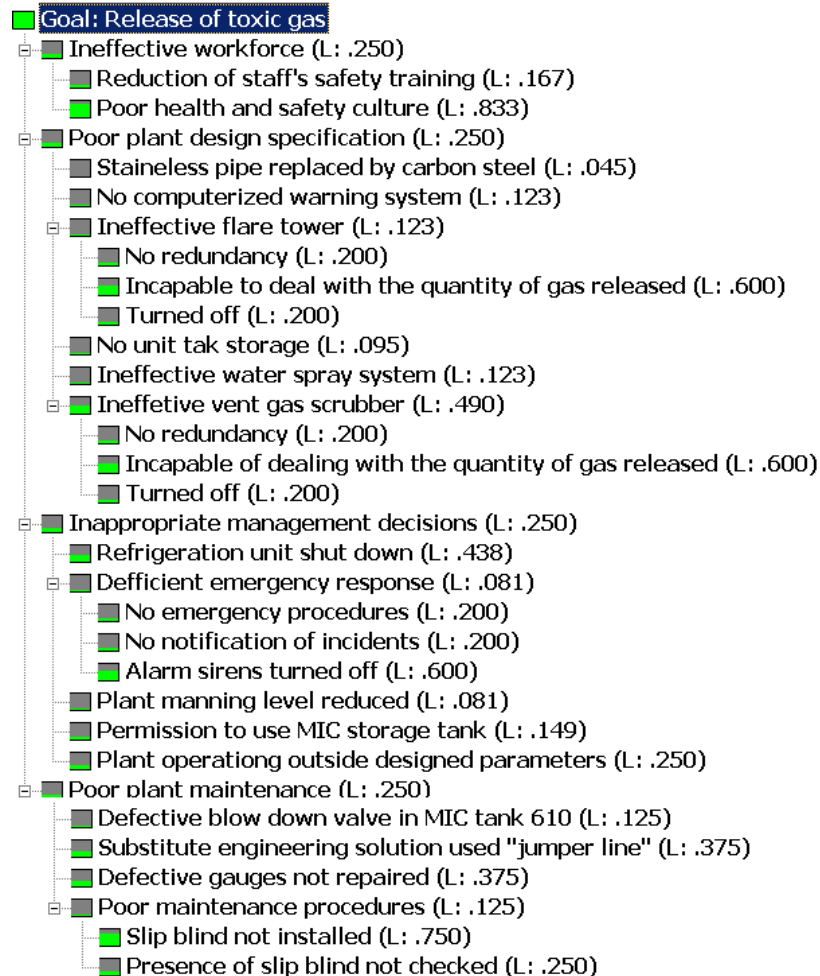 Goal: Release of toxic gas
Ineffective workforce (L: .250)
Reduction of staff's safety training (L: .167)
Poor health and safety culture (L: .833)
Poor plant design specification (L: .250)
Staineless pipe replaced by carbon steel (L: .045)
No computerized warning system (L: .123)
Ineffective flare tower (L: .123)
No redundancy (L: .200)
Incapable to deal with the quantity of gas released (L: .600)
Turned off (L: .200)
No unit tak storage (L: .095)
Ineffective water spray system (L: .123)
Ineffetive vent gas scrubber (L: .490)
No redundancy (L: .200)
Incapable of dealing with the quantity of gas released (L: .600)
Turned off (L: .200)
Inappropriate management decisions (L: .250)
Refrigeration unit shut down (L: .438)
Defficient emergency response (L: .081)
No emergency procedures (L: .200)
No notification of incidents (L: .200)
Alarm sirens turned off (L: .600)
Plant manning level reduced (L: .081)
Permission to use MIC storage tank (L: .149)
Plant operationg outside designed parameters (L: .250)
Poor plant maintenance (L: .250)
Defective blow down valve in MIC tank 610 (L: .125)
Substitute engineering solution used "jumper line" (L: .375)
Defective gauges not repaired (L: .375)
Poor maintenance procedures (L: .125)
Slip blind not installed (L: .750)
Presence of slip blind not checked (L: .250)